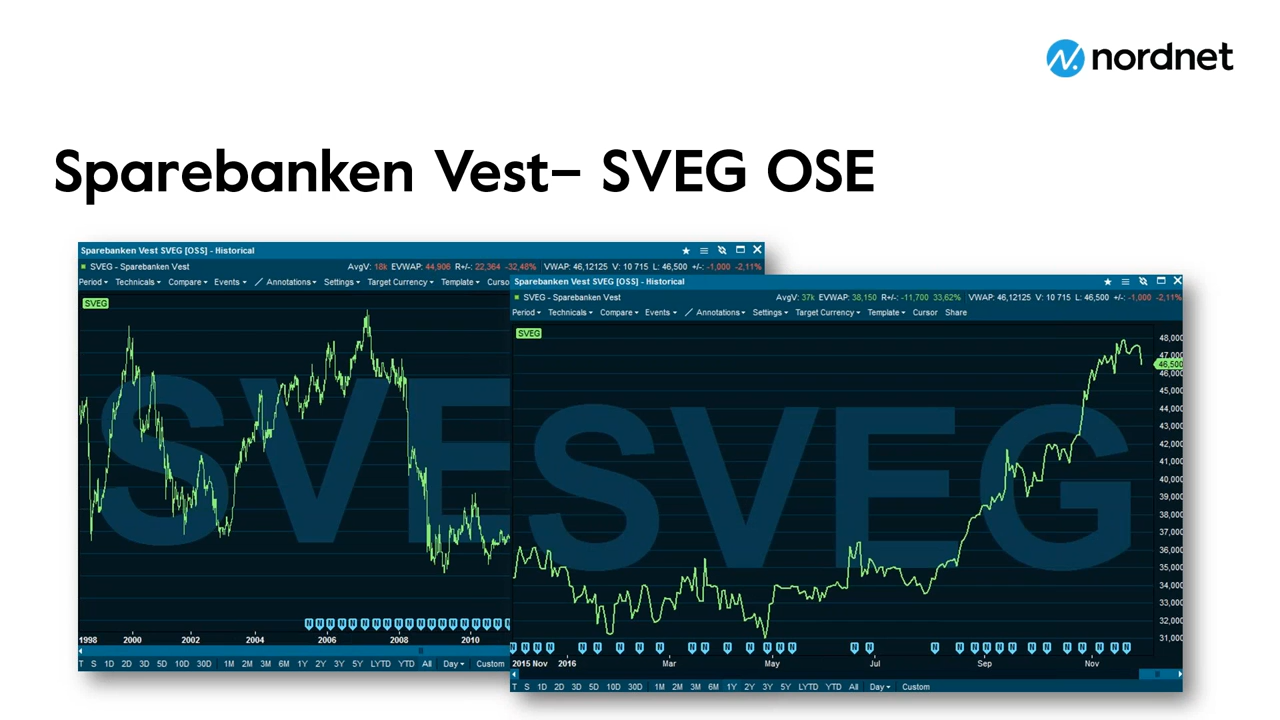 nordnet
Sparebanken Vest– SVEG OSE
Sparebanken Vest SVEG [OSS] - Historical
SVEG - Sparebanken Vest
AvgV: 18k EVWAP: 44,906 R+/-: 22,364 -32,48% VWAP: 46,12125 V: 10 715 L: 46,500 +/-: -1,000 -2,11%
Period Technicals Compare Events Annotations Settings Target Currency Template Curso
SVEG
SVE
1998 2000 2002 2004 2006 2008 2010
T S 1D 2D 3D 5D 10D 30D 1M 2M 3M 6M 1Y 2Y 3Y 5Y LYTD YTD All Day Custom
Sparebanken Vest SVEG [OSS] - Historical
SVEG - Sparebanken Vest
AvgV: 37k EVWAP: 38,150 R+/-: -11,700 33,62% VWAP: 46,12125 V: 10 715 L: 46,500 +/-: -1,000 -2,11%
Period Technicals Compare Events Annotations Settings Target Currency Template Cursor Share
SVEG
SVEG
48,000
47,000
46,500
46,000
45,000
44,000
43,000
42,000
41,000
40,000
39,000
38,000
37,000
36,000
35,000
34,000
33,000
32,000
31,000
2015 Nov 2016 Mar May Jul Sep Nov
T S 1D 2D 3D 5D 10D 30D 1M 2M 3M 6M 1Y 2Y 3Y 5Y LYTD YTD All Day Custom